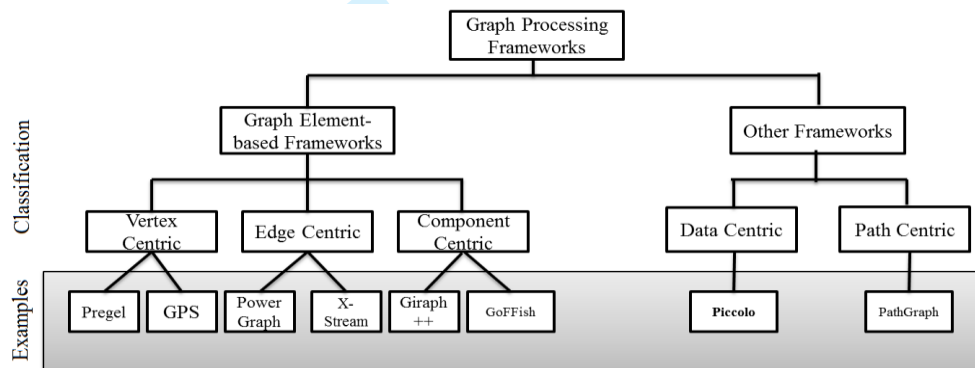 Graph Processing
Frameworks
Graph Element-
based Frameworks
Other Frameworks
Classification
Vertex
Centric
Edge Centric
Component
Centric
Data Centric
Path Centric
Examples
Pregel
GPS
Power
Graph
X-
Stream
Giraph
++
GoFFish
Piccolo
PathGraph